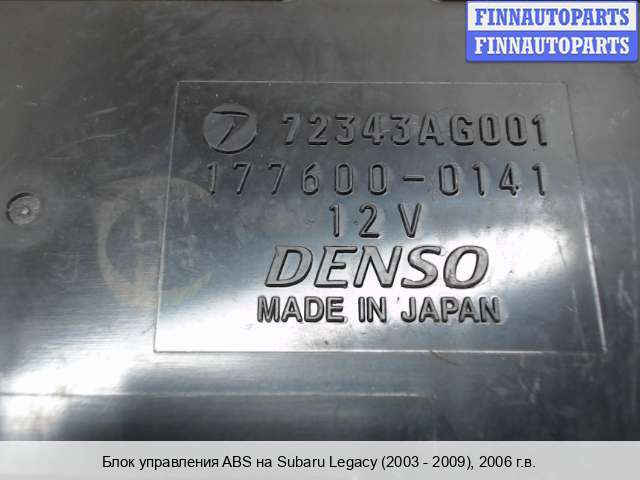 FINNAUTOPARTS
FINNAUTOPARTS
72343AG001
177600-0141
12V
DENSO
MADE IN JAPAN
Блок управления ABS на Subaru Legacy (2003 - 2009), 2006 г.в.